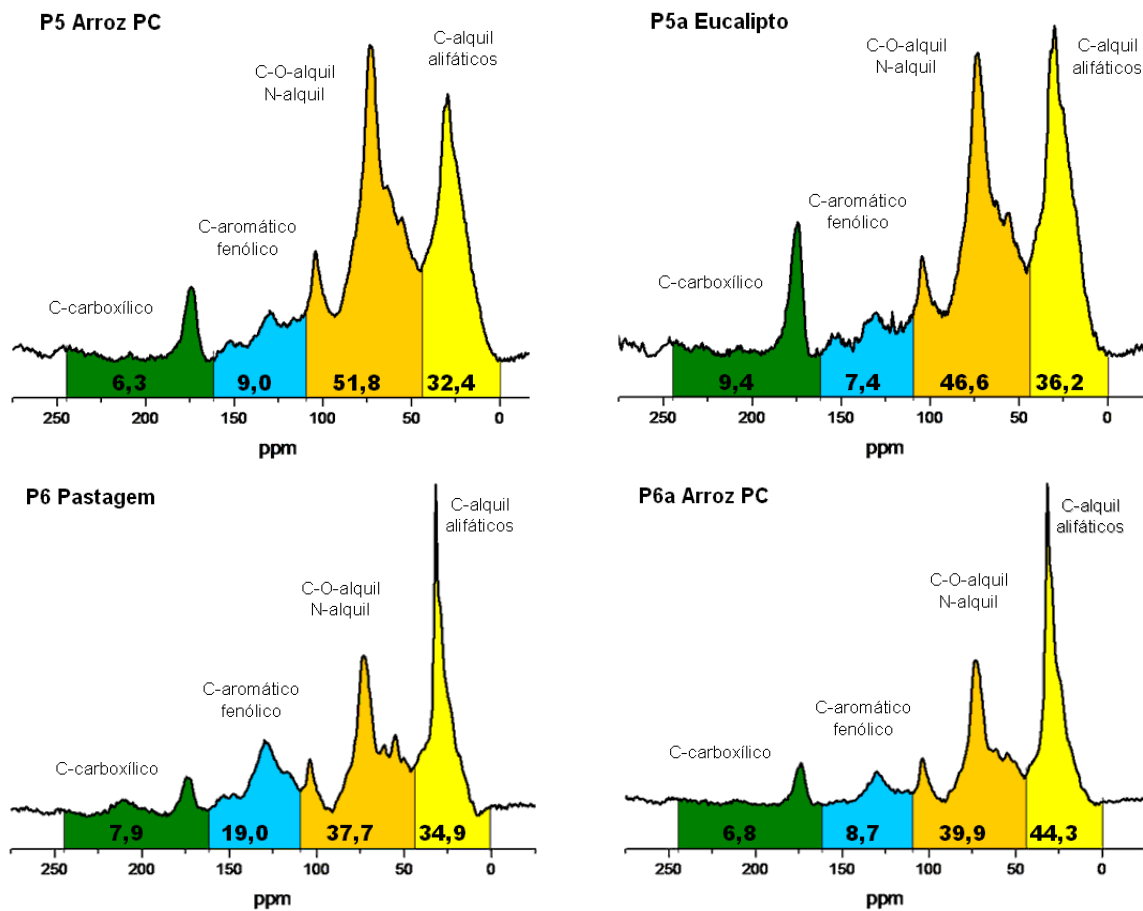 P5 Arroz PC
C-O-alquil
N-alquil
C-alquil
alifáticos
C-aromático
fenólico
C-carboxílico
6,3 9,0 51,8 32,4
250 200 150 100 50 0
ppm
P5a Eucalipto
C-O-alquil
N-alquil
C-alquil
alifáticos
C-aromático
fenólico
C-carboxílico
9,4 7,4 46,6 36,2
250 200 150 100 50 0
ppm
P6 Pastagem
C-alquil
alifáticos
C-O-alquil
N-alquil
C-aromático
fenólico
C-carboxílico
7,9 19,0 37,7 34,9
250 200 150 100 50 0
ppm
P6a Arroz PC
C-alquil
alifáticos
C-O-alquil
N-alquil
C-aromático
fenólico
C-carboxílico
6,8 8,7 39,9 44,3
250 200 150 100 50 0
ppm